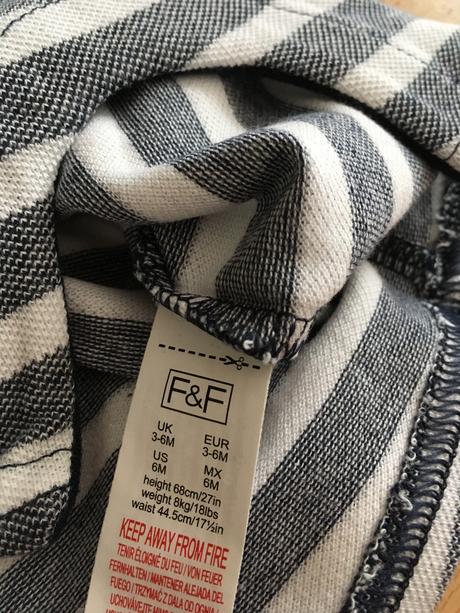 F&F
UK EUR
3-6M 3-6M
US MX
6M 6M
height 68cm/27in
weight 8kg/18lbs
waist 44.5cm/17½in
KEEP AWAY FROM FIRE
TENIR ÉLOIGNÉ DU FEU / VON FEUER
FERNHALTEN / MANTENER ALEJADA DEL
FUEGO / TRZYMAĆ Z DALA OD OGNIA /
UCHOVÁVEJTE MIMO